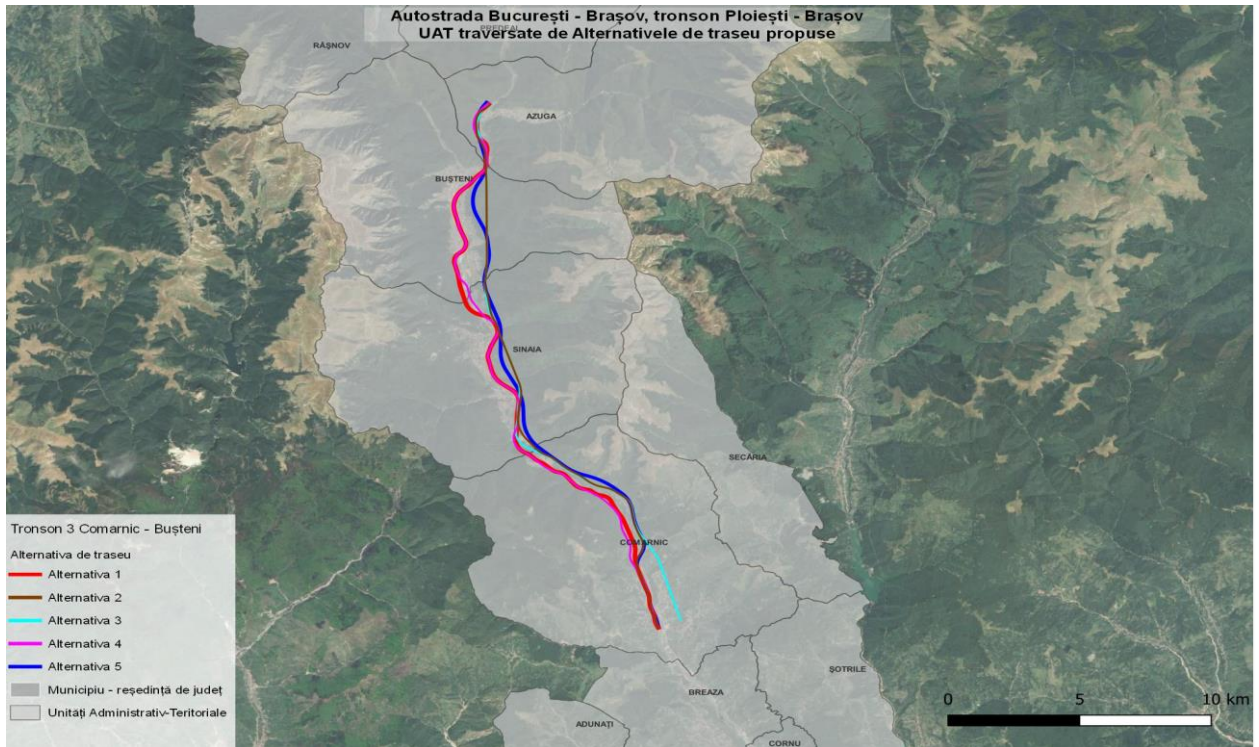 Autostrada București - Brașov, tronson Ploiești - Brașov
UAT traversate de Alternativele de traseu propuse
PREDEAL
RÂȘNOV
AZUGA
BUȘTENI
SINAIA
SECĂRIA
COMARNIC
ȘOTRILE
BREAZA
ADUNAȚI
CORNU
Tronson 3 Comarnic - Bușteni
Alternativa de traseu
Alternativa 1
Alternativa 2
Alternativa 3
Alternativa 4
Alternativa 5
Municipiu - reședință de județ
Unități Administrativ-Teritoriale
0 5 10 km